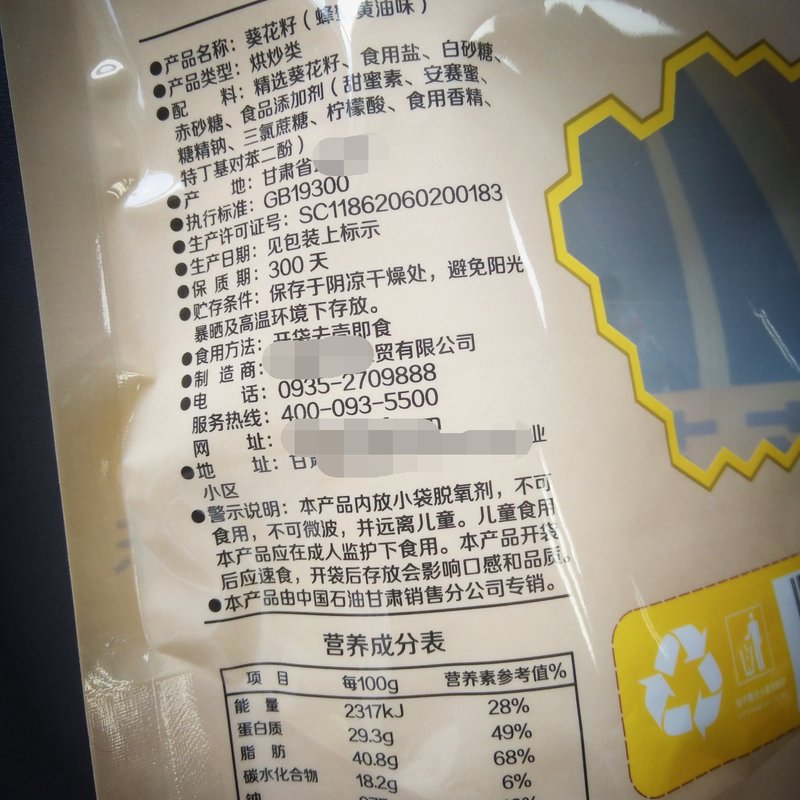 ●产品名称：葵花籽（蜂 黄油味）
●产品类型：烘炒类
●配 料：精选葵花籽、食用盐、白砂糖、
赤砂糖、食品添加剂（甜蜜素、安赛蜜、
糖精钠、三氯蔗糖、柠檬酸、食用香精、
特丁基对苯二酚）
●产 地：甘肃省
●执行标准：GB19300
●生产许可证号：SC11862060200183
●生产日期：见包装上标示
●保 质 期：300 天
●贮存条件：保存于阴凉干燥处，避免阳光
暴晒及高温环境下存放。
●食用方法：开袋去壳即食
●制 造 商： 贸有限公司
●电 话：0935-2709888
服务热线：400-093-5500
网 址：
●地 址：甘 业
小区
●警示说明：本产品内放小袋脱氧剂，不可
食用，不可微波，并远离儿童。儿童食用
本产品应在成人监护下食用。本产品开袋
后应速食，开袋后存放会影响口感和品质。
●本产品由中国石油甘肃销售分公司专销。
营养成分表
项 目 每100g 营养素参考值%
能 量 2317kJ 28%
蛋白质 29.3g 49%
脂 肪 40.8g 68%
碳水化合物 18.2g 6%
钠